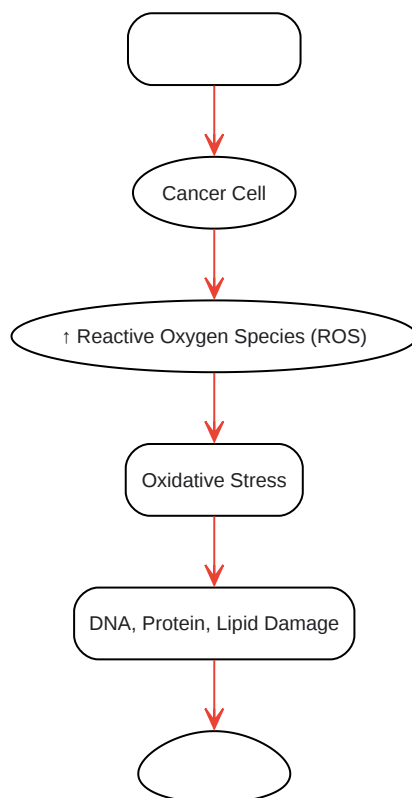 Cancer Cell
↑ Reactive Oxygen Species (ROS)
Oxidative Stress
DNA, Protein, Lipid Damage